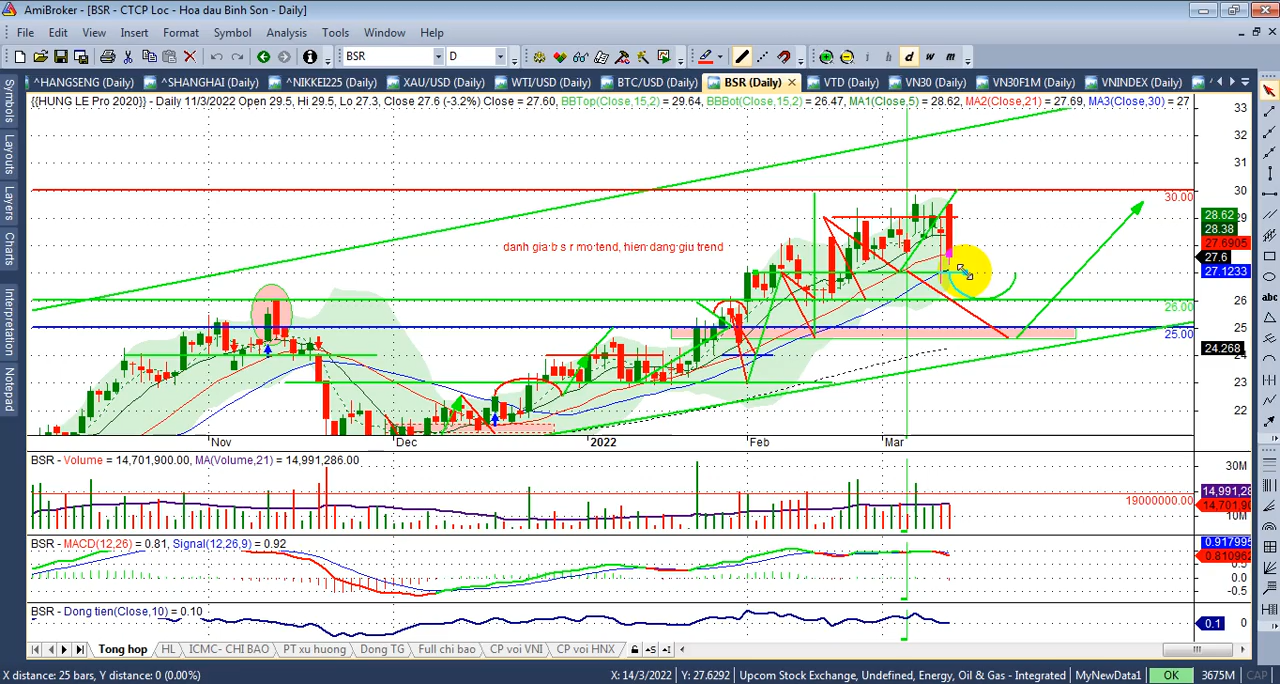 AmiBroker - [BSR - CTCP Loc - Hoa dau Binh Son - Daily]
File Edit View Insert Format Symbol Analysis Tools Window Help
BSR D i h d w m
^HANGSENG (Daily) ^SHANGHAI (Daily) ^NIKKEI225 (Daily) XAU/USD (Daily) WTI/USD (Daily) BTC/USD (Daily) BSR (Daily) VTD (Daily) VN30 (Daily) VN30F1M (Daily) VNINDEX (Daily)
{{HUNG LE Pro 2020}} - Daily 11/3/2022 Open 29.5, Hi 29.5, Lo 27.3, Close 27.6 (-3.2%) Close = 27.60, BBTop(Close,15,2) = 29.64, BBBot(Close,15,2) = 26.47, MA1(Close,5) = 28.62, MA2(Close,21) = 27.69, MA3(Close,30) = 27
Symbols
Layouts
Layers
Charts
Interpretation
Notepad
abc
33
32
31
30
30.00
28.62
29
28.38
27.6905
27.6
27.1233
26
26.00
25
25.00
24.268
24
23
22
danh gia b s r mo tend, hien dang giu trend
Nov Dec 2022 Feb Mar
BSR - Volume = 14,701,900.00, MA(Volume,21) = 14,991,286.00
30M
14,991,28
19000000.00
14,701,90
10M
BSR - MACD(12,26) = 0.81, Signal(12,26,9) = 0.92
0.917995
0.810962
0.5
0.0
-0.5
BSR - Dong tien(Close,10) = 0.10
0.1 0
Tong hop HL ICMC- CHI BAO PT xu huong Dong TG Full chi bao CP voi VNI CP voi HNX
X distance: 25 bars, Y distance: 0 (0.00%) X: 14/3/2022 Y: 27.6292 Upcom Stock Exchange, Undefined, Energy, Oil & Gas - Integrated MyNewData1 OK 3675M CAP